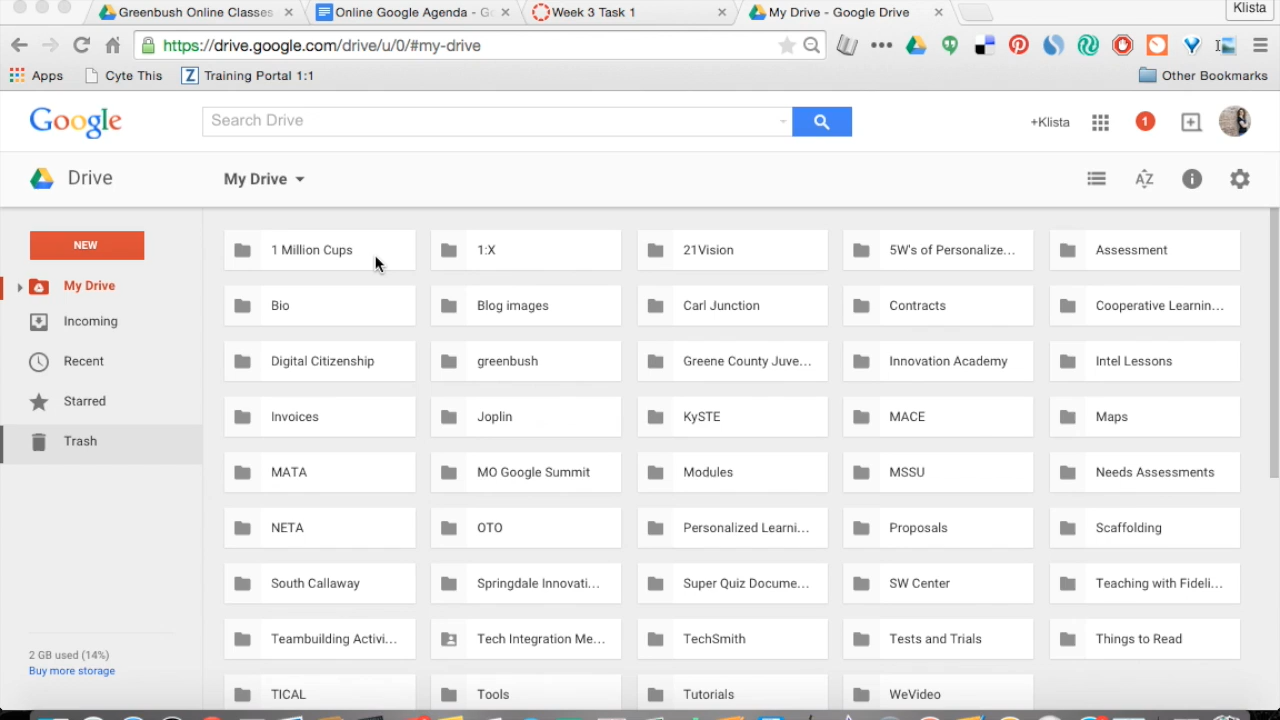 Greenbush Online Classes
Online Google Agenda - Go
Week 3 Task 1
My Drive - Google Drive
Klista
https://drive.google.com/drive/u/0/#my-drive
Apps
Cyte This
Z Training Portal 1:1
Other Bookmarks
Google
Search Drive
+Klista
1
Drive
My Drive
AZ
NEW
My Drive
Incoming
Recent
Starred
Trash
2 GB used (14%)
Buy more storage
1 Million Cups
1:X
21Vision
5W's of Personalize...
Assessment
Bio
Blog images
Carl Junction
Contracts
Cooperative Learnin...
Digital Citizenship
greenbush
Greene County Juve...
Innovation Academy
Intel Lessons
Invoices
Joplin
KySTE
MACE
Maps
MATA
MO Google Summit
Modules
MSSU
Needs Assessments
NETA
OTO
Personalized Learni...
Proposals
Scaffolding
South Callaway
Springdale Innovati...
Super Quiz Docume...
SW Center
Teaching with Fideli...
Teambuilding Activi...
Tech Integration Me...
TechSmith
Tests and Trials
Things to Read
TICAL
Tools
Tutorials
WeVideo